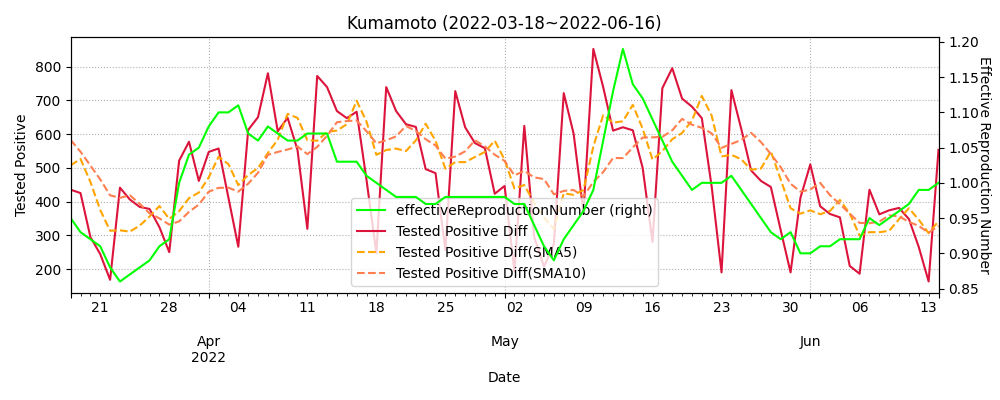 Kumamoto (2022-03-18~2022-06-16)
Tested Positive
800
700
600
500
400
300
200
1.20
1.15
1.10
1.05
1.00
0.95
0.90
0.85
Effective Reproduction Number
effectiveReproductionNumber (right)
Tested Positive Diff
Tested Positive Diff(SMA5)
Tested Positive Diff(SMA10)
21 28 04 11 18 25 02 09 16 23 30 06 13
Apr May Jun
2022
Date